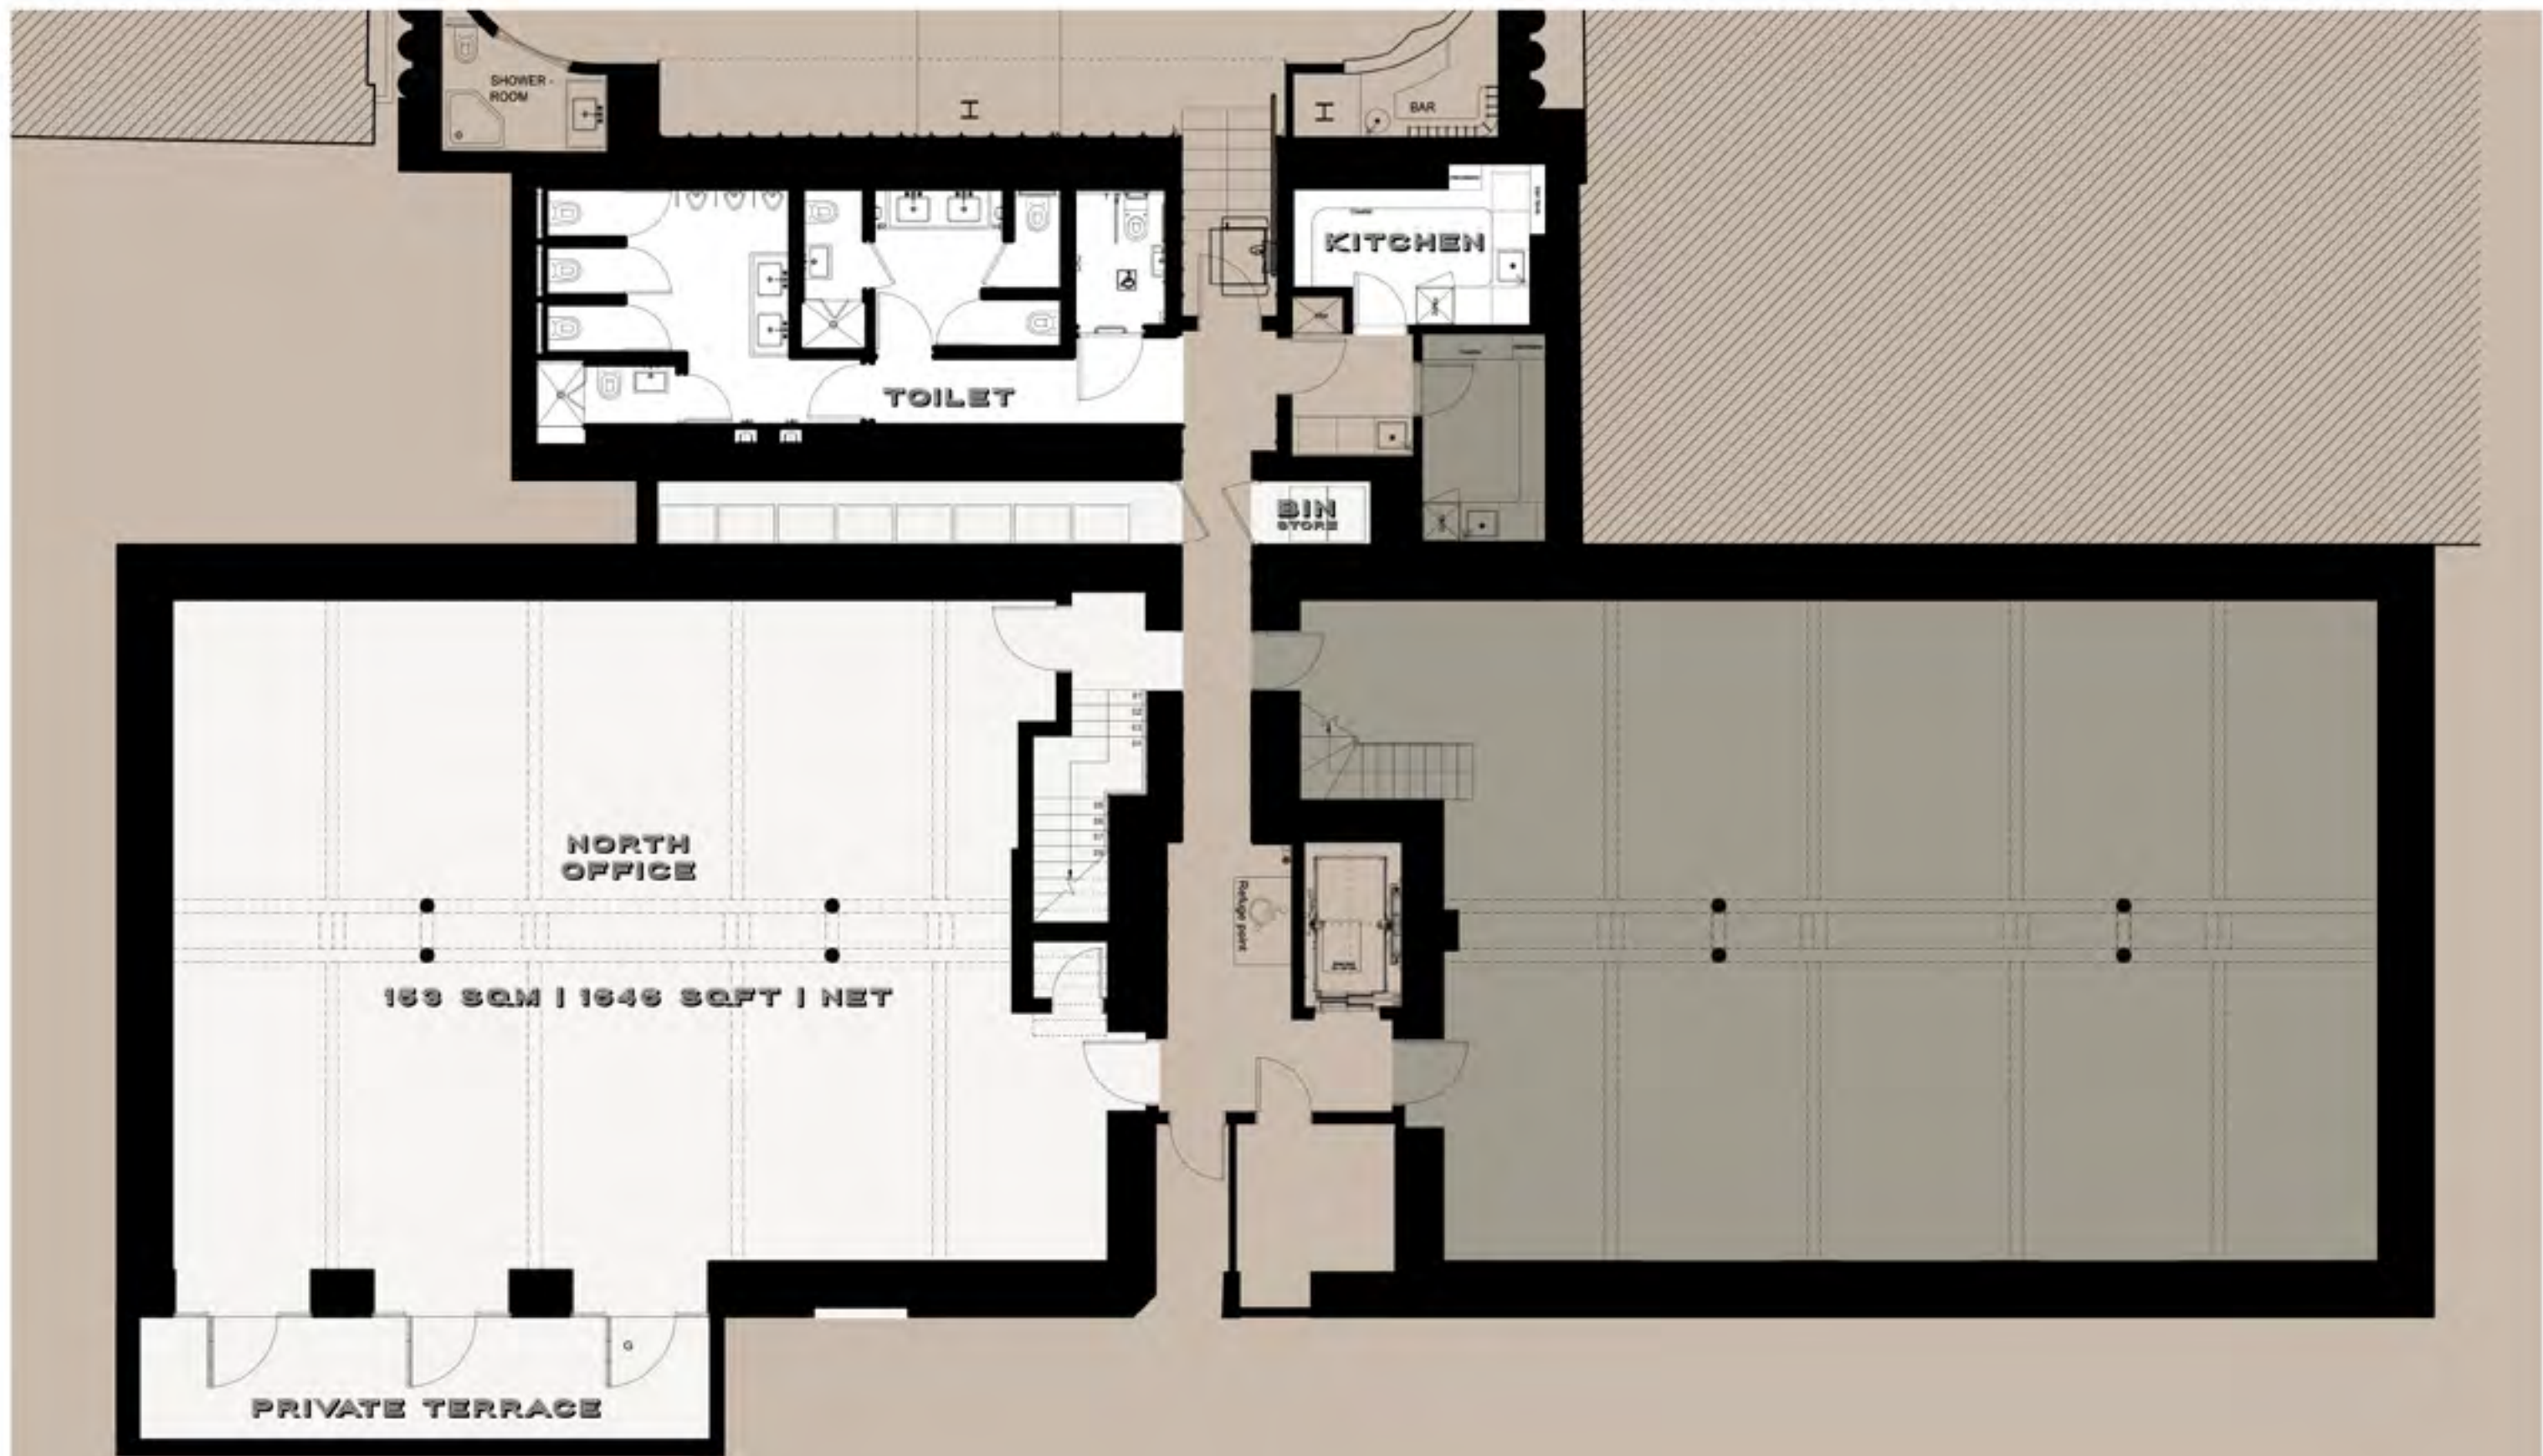 SHOWER -
ROOM
H
H
BAR
KITCHEN
TOILET
BIN
STORE
NORTH
OFFICE
153 SQM | 1646 SQFT | NET
Refuge point
G
PRIVATE TERRACE